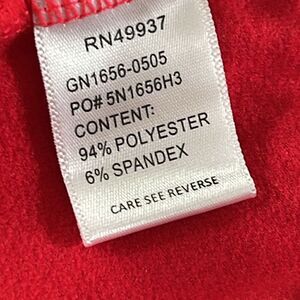 RN49937
GN1656-0505
PO# 5N1656H3
CONTENT:
94% POLYESTER
6% SPANDEX
CARE SEE REVERSE